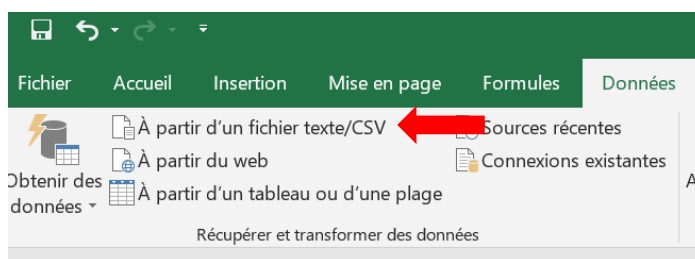 Fichier Accueil Insertion Mise en page Formules Données
À partir d'un fichier texte/CSV Sources récentes
À partir du web Connexions existantes
Obtenir des
données
À partir d'un tableau ou d'une plage
Récupérer et transformer des données